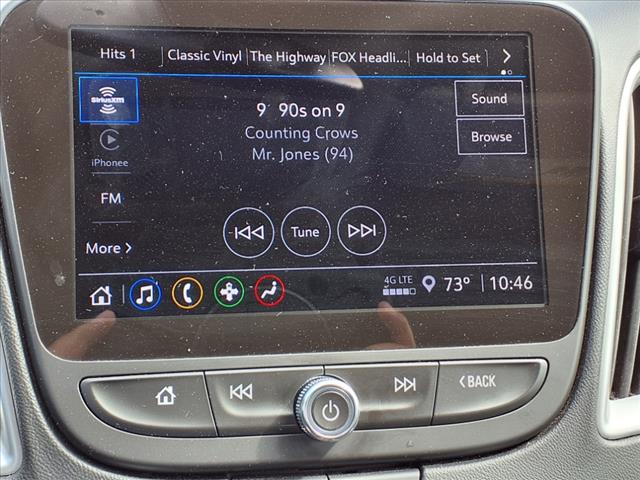 Hits 1 Classic Vinyl The Highway FOX Headli... Hold to Set
SiriusXM
9 90s on 9
Sound
Counting Crows
Browse
iPhonee
Mr. Jones (94)
FM
Tune
More
4G LTE
73° 10:46
BACK